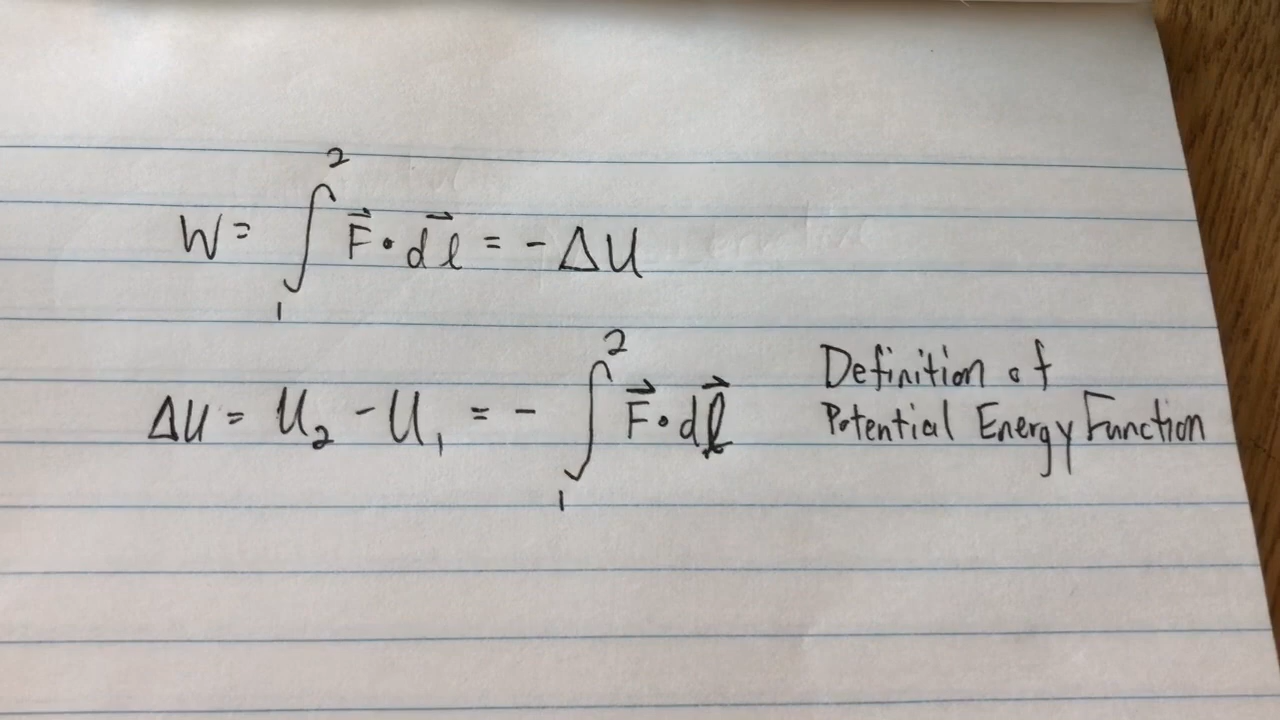 W = ∫₁² F⃗ · dℓ⃗ = - ΔU
ΔU = U₂ - U₁ = - ∫₁² F⃗ · dℓ⃗
Definition of
Potential Energy Function